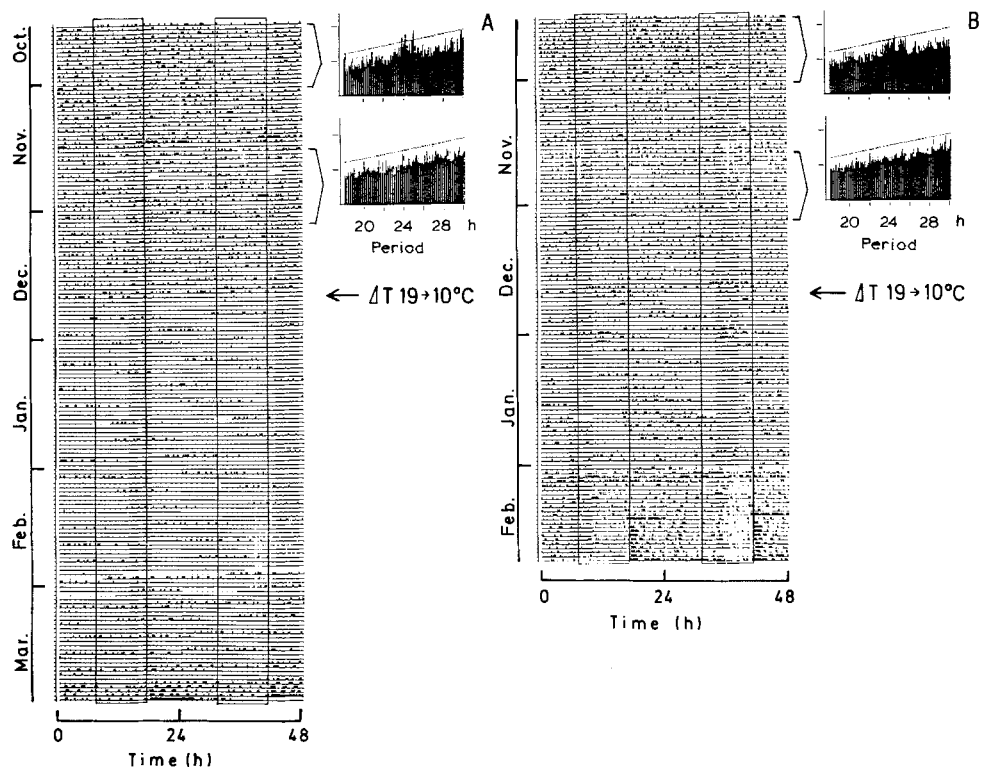 A
Oct.
Nov.
Dec.
Jan.
Feb.
Mar.
20 24 28 h
Period
← ΔT 19→10°C
0 24 48
Time (h)
B
Oct.
Nov.
Dec.
Jan.
Feb.
20 24 28 h
Period
← ΔT 19→10°C
0 24 48
Time (h)